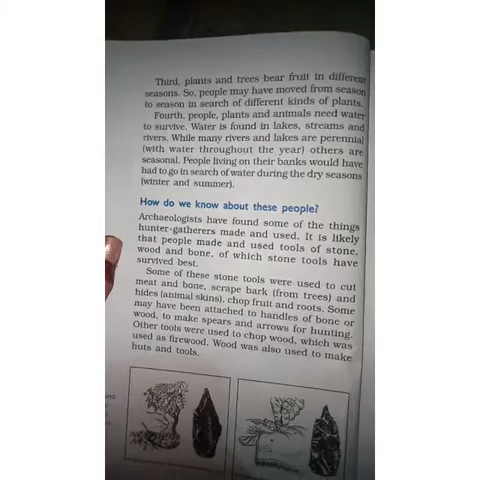 Third, plants and trees bear fruit in different
seasons. So, people may have moved from season
to season in search of different kinds of plants.
Fourth, people, plants and animals need water
to survive. Water is found in lakes, streams and
rivers. While many rivers and lakes are perennial
(with water throughout the year) others are
seasonal. People living on their banks would have
had to go in search of water during the dry seasons
(winter and summer).
How do we know about these people?
Archaeologists have found some of the things
hunter-gatherers made and used. It is likely
that people made and used tools of stone,
wood and bone, of which stone tools have
survived best.
Some of these stone tools were used to cut
meat and bone, scrape bark (from trees) and
hides (animal skins), chop fruit and roots. Some
may have been attached to handles of bone or
wood, to make spears and arrows for hunting.
Other tools were used to chop wood, which was
used as firewood. Wood was also used to make
huts and tools.